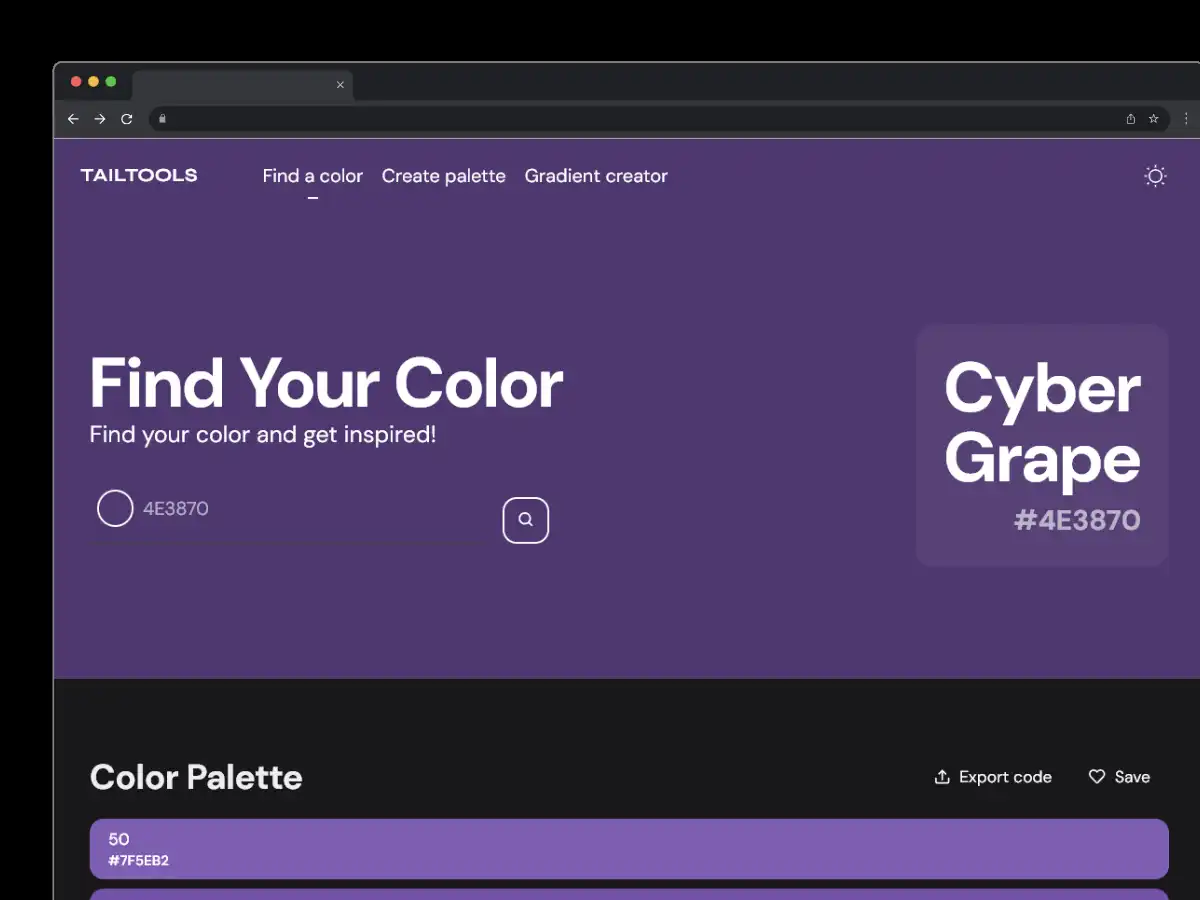 TAILTOOLS
Find a color
Create palette
Gradient creator
Find Your Color
Find your color and get inspired!
4E3870
Cyber
Grape
#4E3870
Color Palette
Export code
Save
50
#7F5EB2